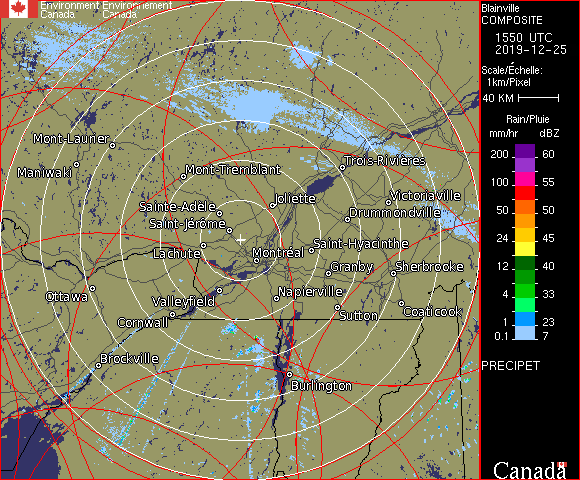 Environment Environnement
Canada Canada
Blainville
COMPOSITE
1550 UTC
2019-12-25
Scale/Échelle:
1km/Pixel
40 KM
Rain/Pluie
mm/hr dBZ
200 60
100 55
50 50
24 45
12 40
4 33
1 23
0.1 7
PRECIPET
Canada
Mont-Laurier
Maniwaki
Mont-Tremblant
Trois-Rivières
Sainte-Adèle
Joliette
Victoriaville
Saint-Jérôme
Drummondville
Lachute
Montréal
Saint-Hyacinthe
Granby
Sherbrooke
Ottawa
Valleyfield
Napierville
Cornwall
Sutton
Coaticook
Brockville
Burlington